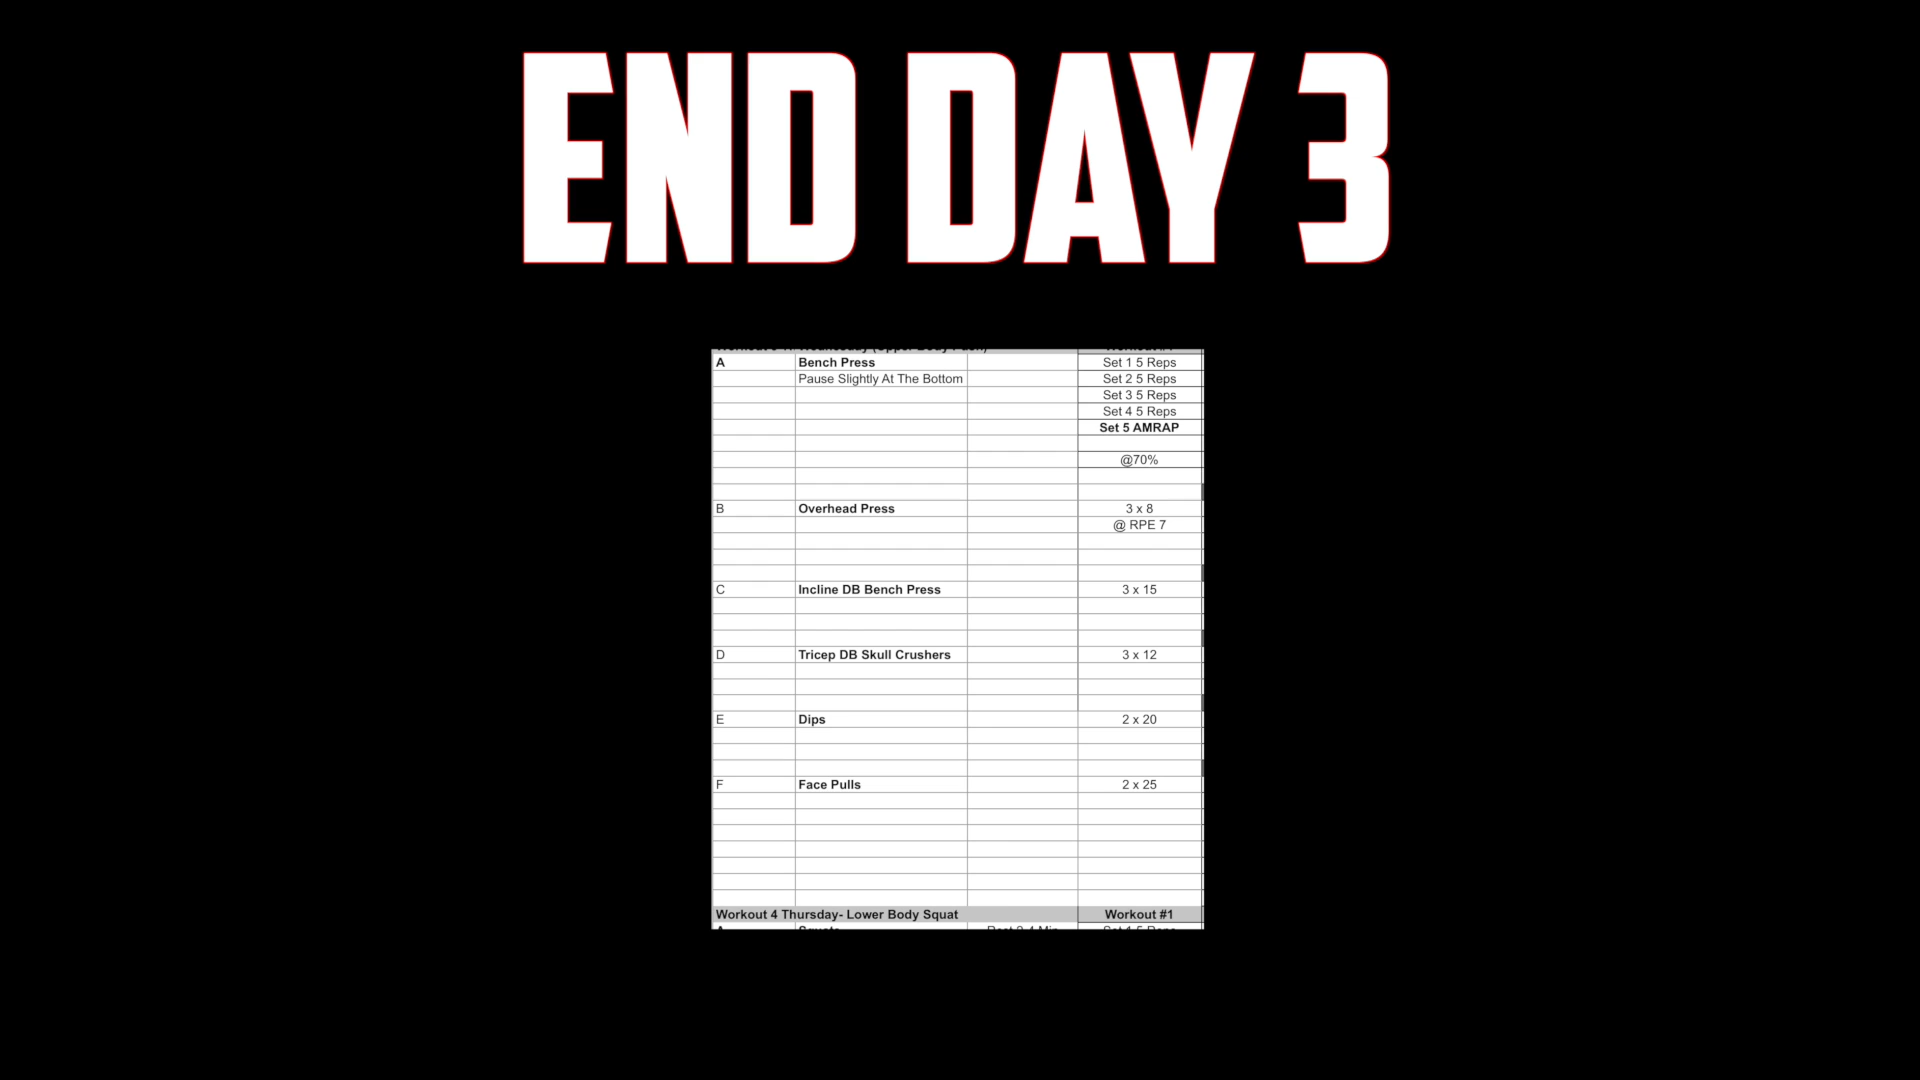 END DAY 3
A Bench Press Set 1 5 Reps
Pause Slightly At The Bottom Set 2 5 Reps
Set 3 5 Reps
Set 4 5 Reps
Set 5 AMRAP
@70%
B Overhead Press 3 x 8
@ RPE 7
C Incline DB Bench Press 3 x 15
D Tricep DB Skull Crushers 3 x 12
E Dips 2 x 20
F Face Pulls 2 x 25
Workout 4 Thursday- Lower Body Squat Workout #1